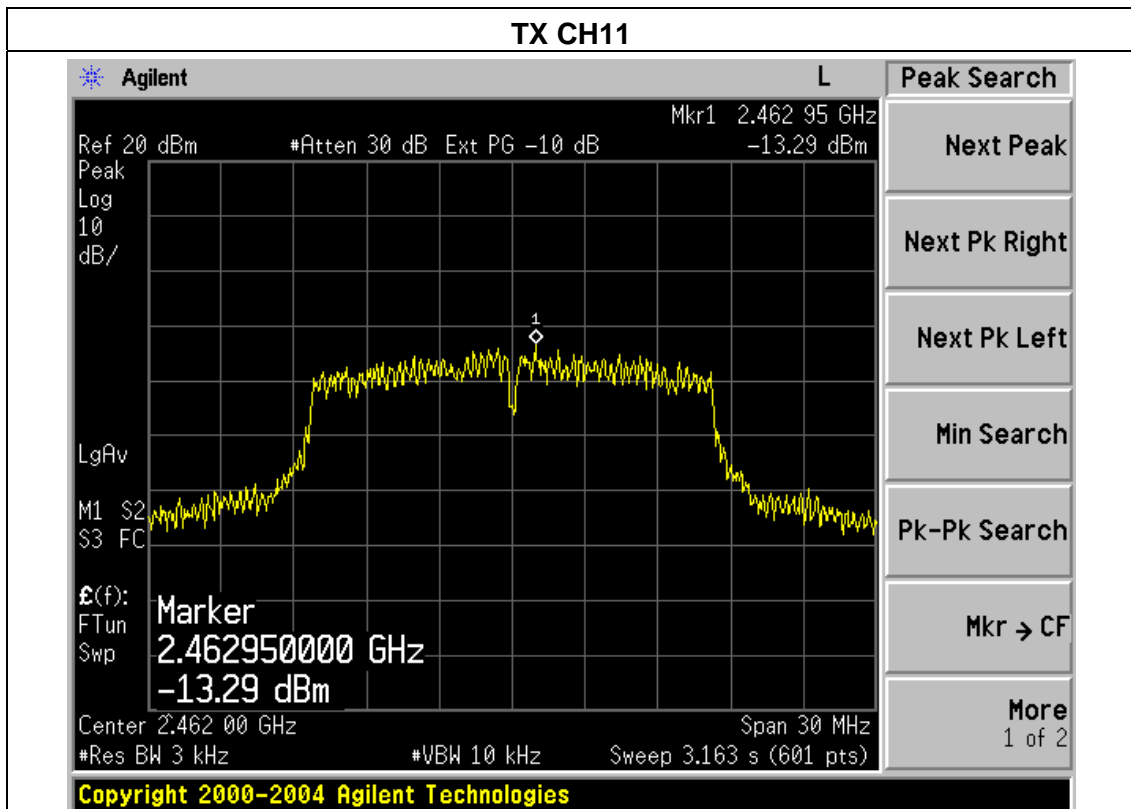 TX CH11
Agilent L Peak Search
Mkr1 2.462 95 GHz
Ref 20 dBm #Atten 30 dB Ext PG -10 dB -13.29 dBm
Peak
Log
10
dB/
1
LgAv
M1 S2
S3 FC
£(f):
FTun
Swp
Marker
2.462950000 GHz
-13.29 dBm
Center 2.462 00 GHz Span 30 MHz
#Res BW 3 kHz #VBW 10 kHz Sweep 3.163 s (601 pts)
Copyright 2000-2004 Agilent Technologies
Next Peak
Next Pk Right
Next Pk Left
Min Search
Pk-Pk Search
Mkr → CF
More
1 of 2